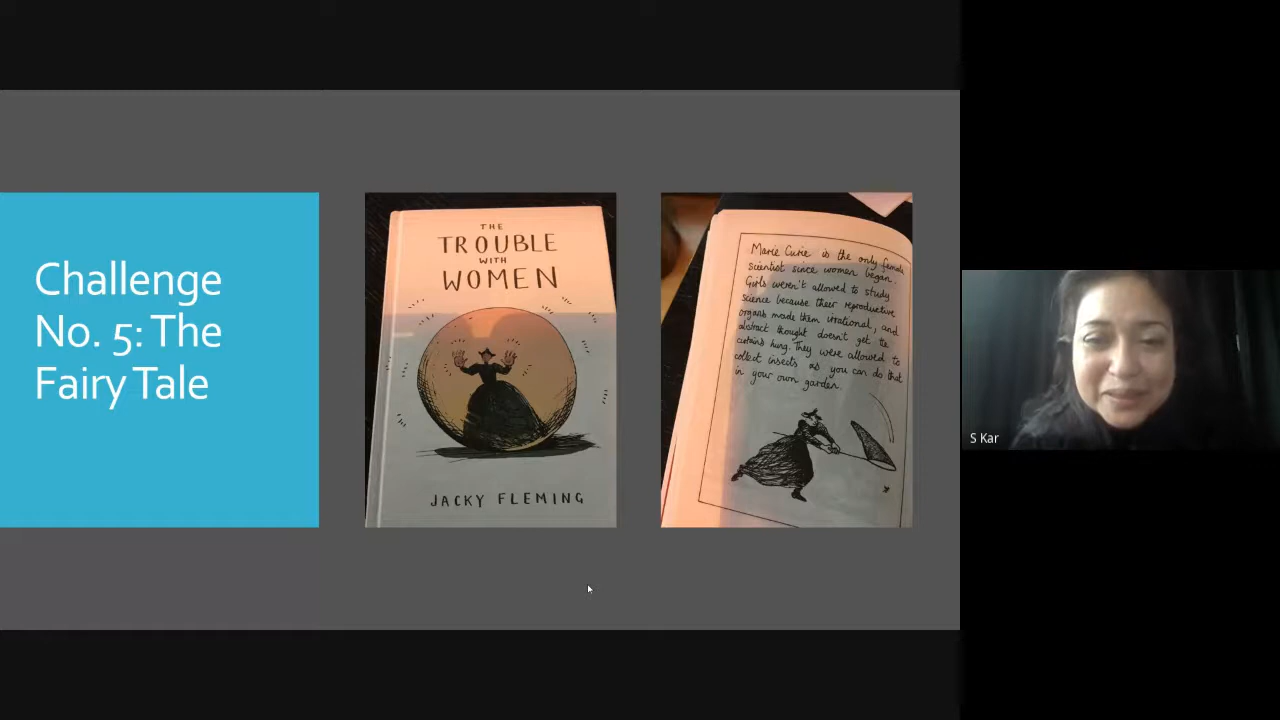 Challenge
No. 5: The
Fairy Tale
THE
TROUBLE
WITH
WOMEN
JACKY FLEMING
Marie Curie is the only female
scientist since women began.
Girls weren't allowed to study
science because their reproductive
organs made them irrational, and
abstract thought doesn't get the
curtains hung. They were allowed to
collect insects as you can do that
in your own garden.
S Kar